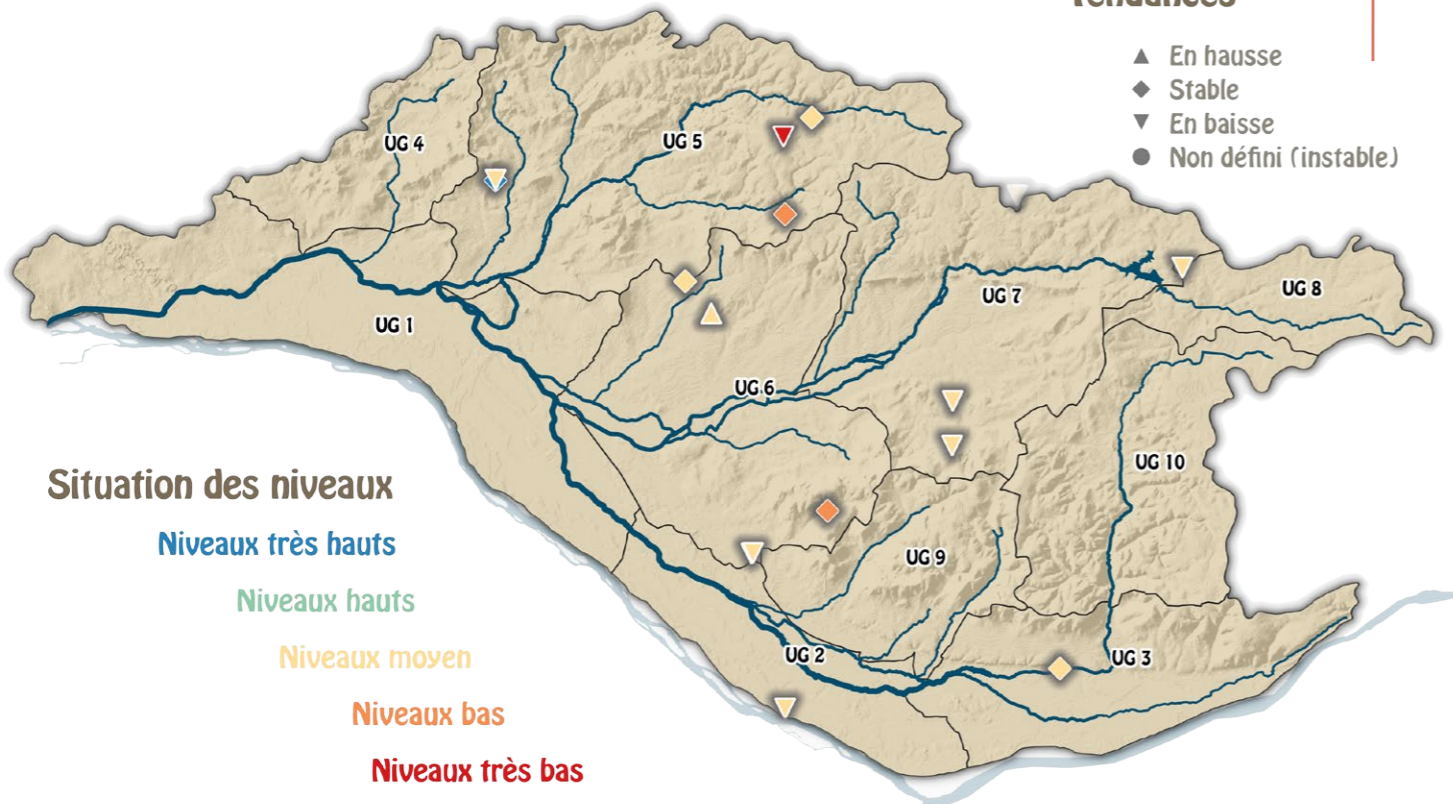 Tendances
▲ En hausse
◆ Stable
▼ En baisse
● Non défini (instable)
UG 4
UG 5
UG 1
UG 7
UG 8
UG 6
UG 10
UG 9
UG 2
UG 3
Situation des niveaux
Niveaux très hauts
Niveaux hauts
Niveaux moyen
Niveaux bas
Niveaux très bas